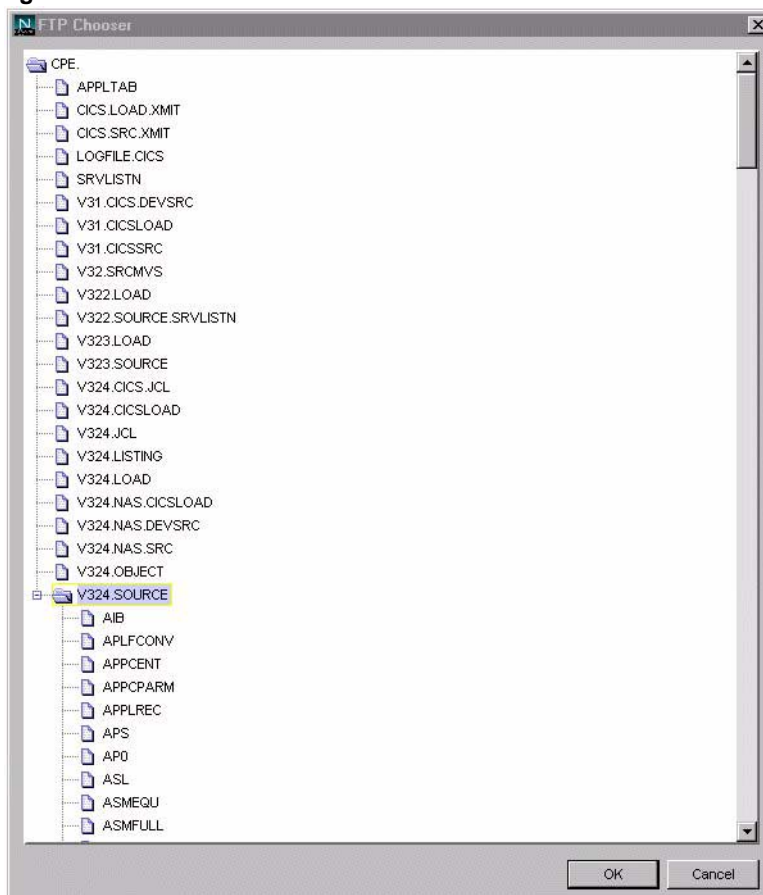 FTP Chooser
CPE.
APPLTAB
CICS.LOAD.XMIT
CICS.SRC.XMIT
LOGFILE.CICS
SRVLISTN
V31.CICS.DEVSRC
V31.CICSLOAD
V31.CICSSRC
V32.SRCMVS
V322.LOAD
V322.SOURCE.SRVLISTN
V323.LOAD
V323.SOURCE
V324.CICS.JCL
V324.CICSLOAD
V324.JCL
V324.LISTING
V324.LOAD
V324.NAS.CICSLOAD
V324.NAS.DEVSRC
V324.NAS.SRC
V324.OBJECT
V324.SOURCE
AIB
APLFCONV
APPCENT
APPCPARM
APPLREC
APS
AP0
ASL
ASMEQU
ASMFULL
OK Cancel